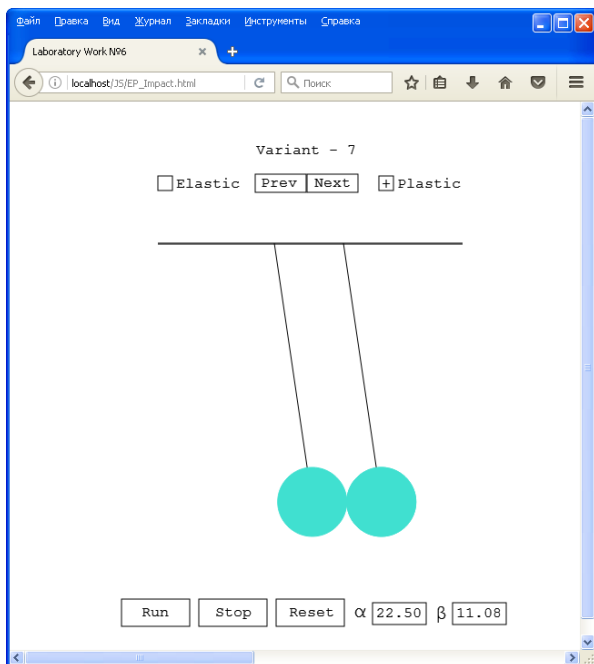 Файл Правка Вид Журнал Закладки Инструменты Справка
Laboratory Work №6
localhost/JS/EP_Impact.html
Поиск
Variant - 7
Elastic Prev Next + Plastic
Run Stop Reset α 22.50 β 11.08